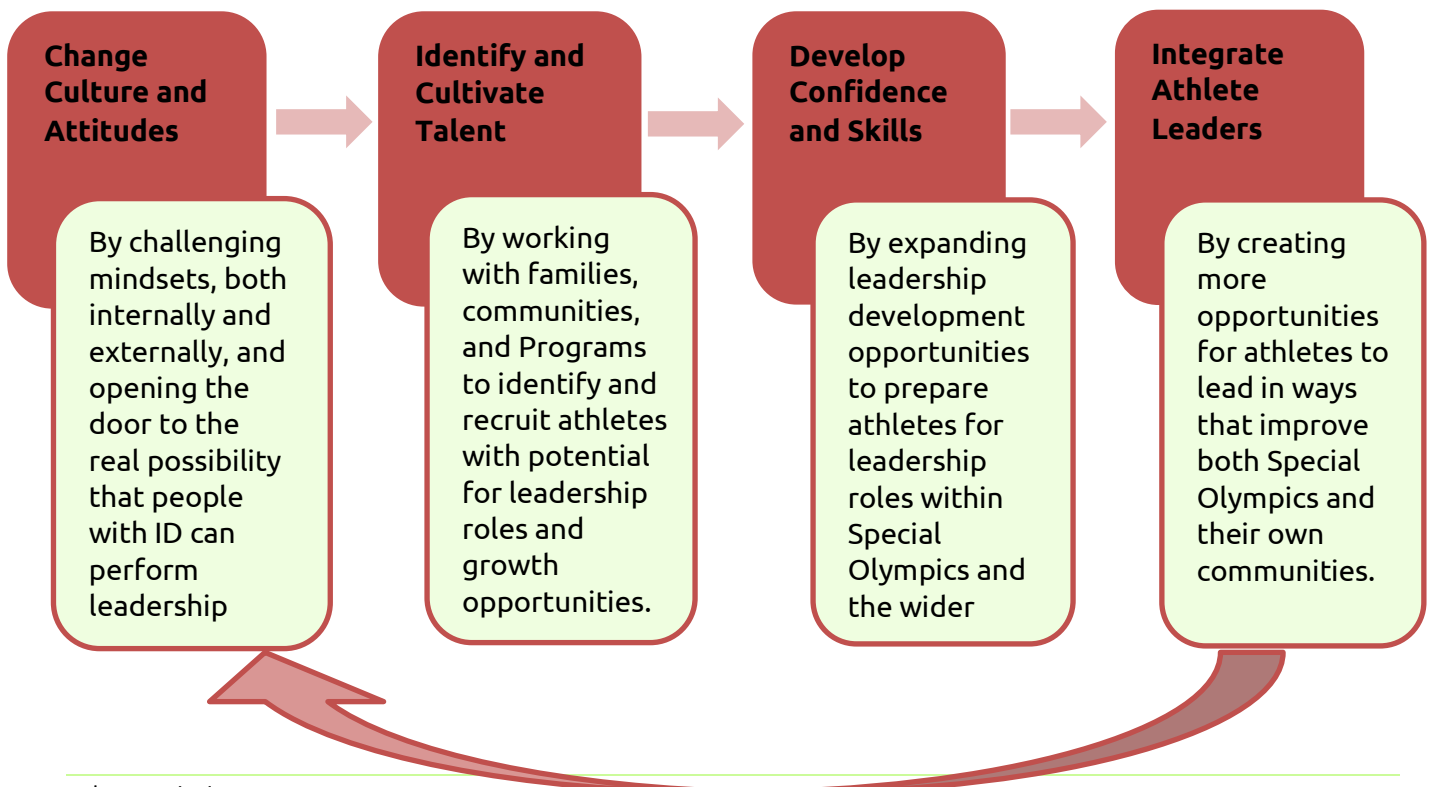 Change
Culture and
Attitudes
By challenging
mindsets, both
internally and
externally, and
opening the
door to the
real possibility
that people
with ID can
perform
leadership
Identify and
Cultivate
Talent
By working
with families,
communities,
and Programs
to identify and
recruit athletes
with potential
for leadership
roles and
growth
opportunities.
Develop
Confidence
and Skills
By expanding
leadership
development
opportunities
to prepare
athletes for
leadership
roles within
Special
Olympics and
the wider
Integrate
Athlete
Leaders
By creating
more
opportunities
for athletes to
lead in ways
that improve
both Special
Olympics and
their own
communities.